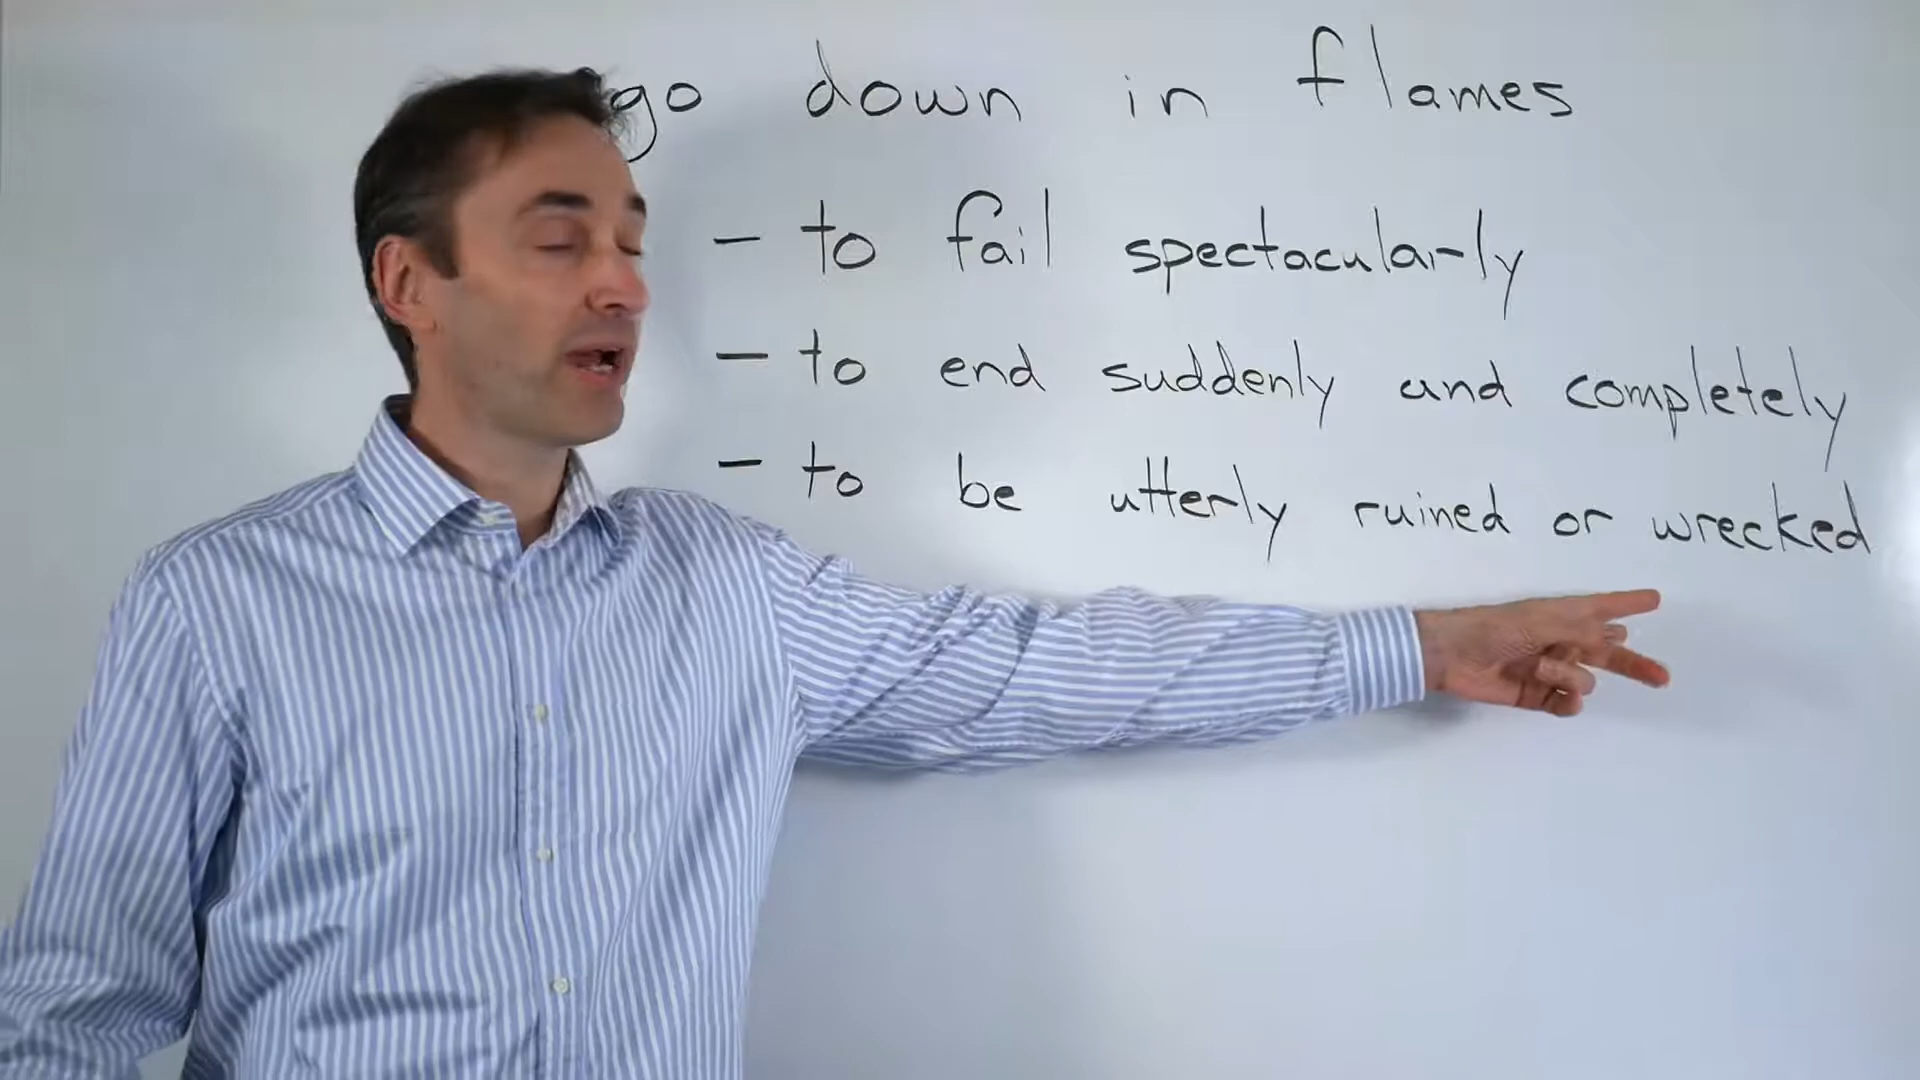 go down in flames
- to fail spectacularly
- to end suddenly and completely
- to be utterly ruined or wrecked